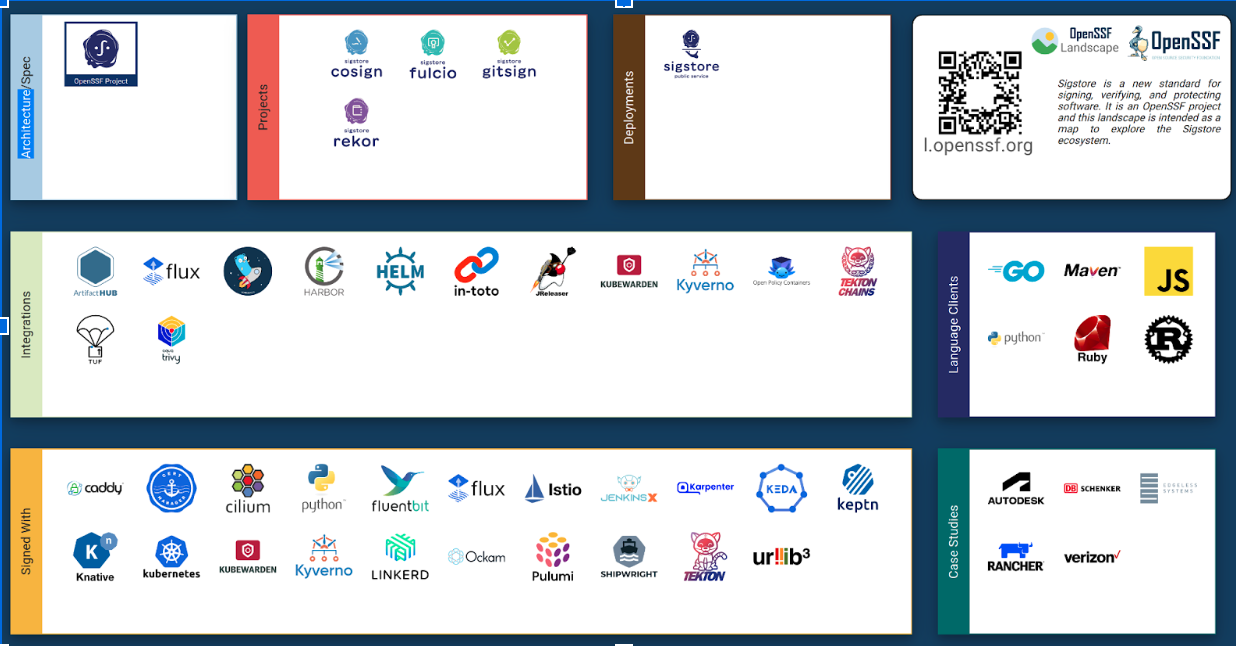 Architecture/Spec
OpenSSF Project
Projects
sigstore
cosign
sigstore
fulcio
sigstore
gitsign
sigstore
rekor
Deployments
sigstore
public service
OpenSSF
Landscape
OpenSSF
l.openssf.org
Sigstore is a new standard for
signing, verifying, and protecting
software. It is an OpenSSF project
and this landscape is intended as a
map to explore the Sigstore
ecosystem.
Integrations
ArtifactHUB
flux
HARBOR
HELM
in-toto
JReleaser
KUBEWARDEN
Kyverno
Open Policy Containers
TEKTON
CHAINS
TUF
aqua
trivy
Language Clients
GO
Maven
JS
python
Ruby
R
Signed With
caddy
CERT
MANAGER
cilium
python
fluentbit
flux
Istio
JENKINS X
Karpenter
KEDA
keptn
K n
Knative
kubernetes
KUBEWARDEN
Kyverno
LINKERD
Ockam
Pulumi
SHIPWRIGHT
TEKTON
urllib3
Case Studies
AUTODESK
DB SCHENKER
EDGELESS
SYSTEMS
RANCHER
verizon